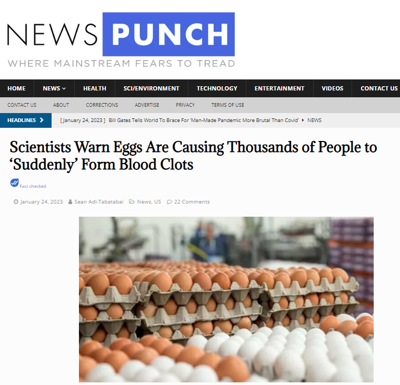 NEWS PUNCH
WHERE MAINSTREAM FEARS TO TREAD
HOME NEWS HEALTH SCI/ENVIRONMENT TECHNOLOGY ENTERTAINMENT VIDEOS CONTACT US
CONTACT US ABOUT CORRECTIONS ADVERTISE PRIVACY TERMS OF USE
HEADLINES [ January 24, 2023 ] Bill Gates Tells World To Brace For ‘Man-Made Pandemic More Brutal Than Covid’ NEWS
Scientists Warn Eggs Are Causing Thousands of People to
‘Suddenly’ Form Blood Clots
Fact checked
January 24, 2023 Sean Adl-Tabatabai News, US 22 Comments